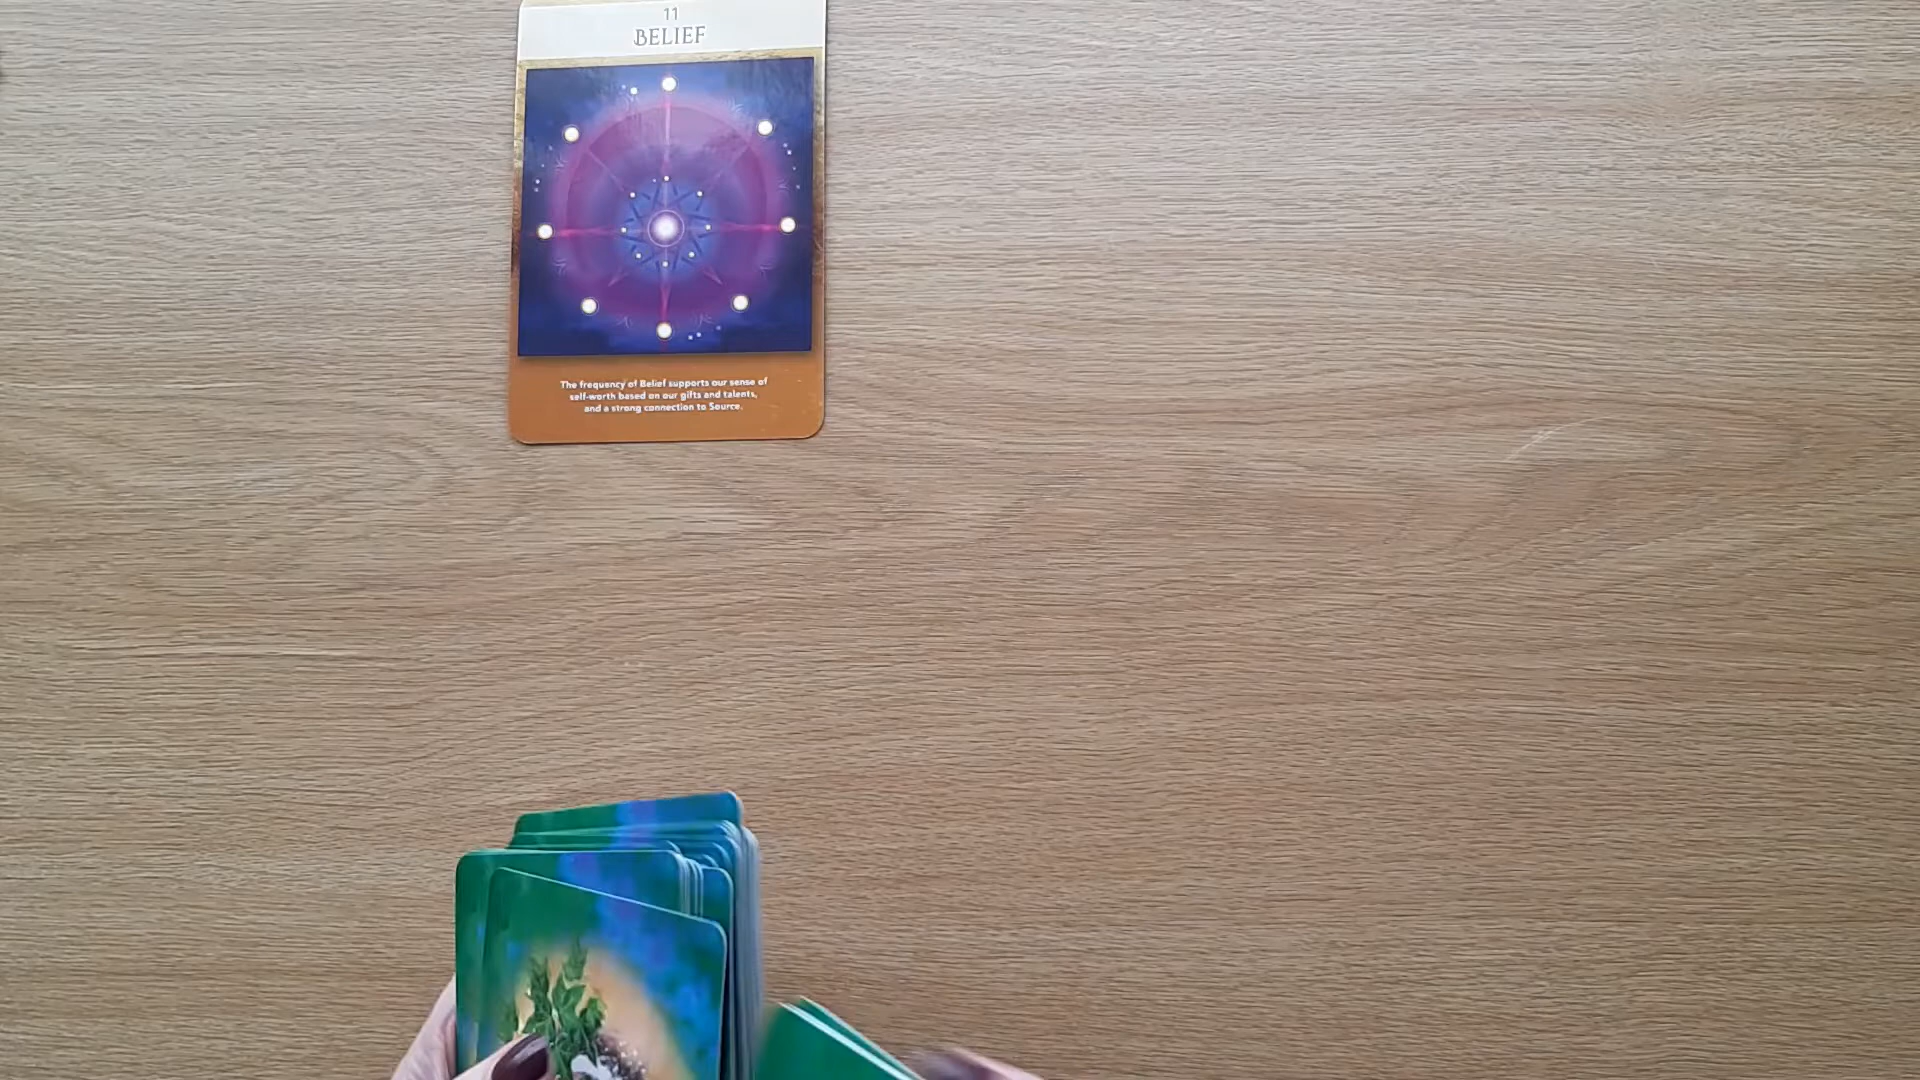 11
BELIEF
The frequency of Belief supports our sense of
self-worth based on our gifts and talents,
and a strong connection to Source.